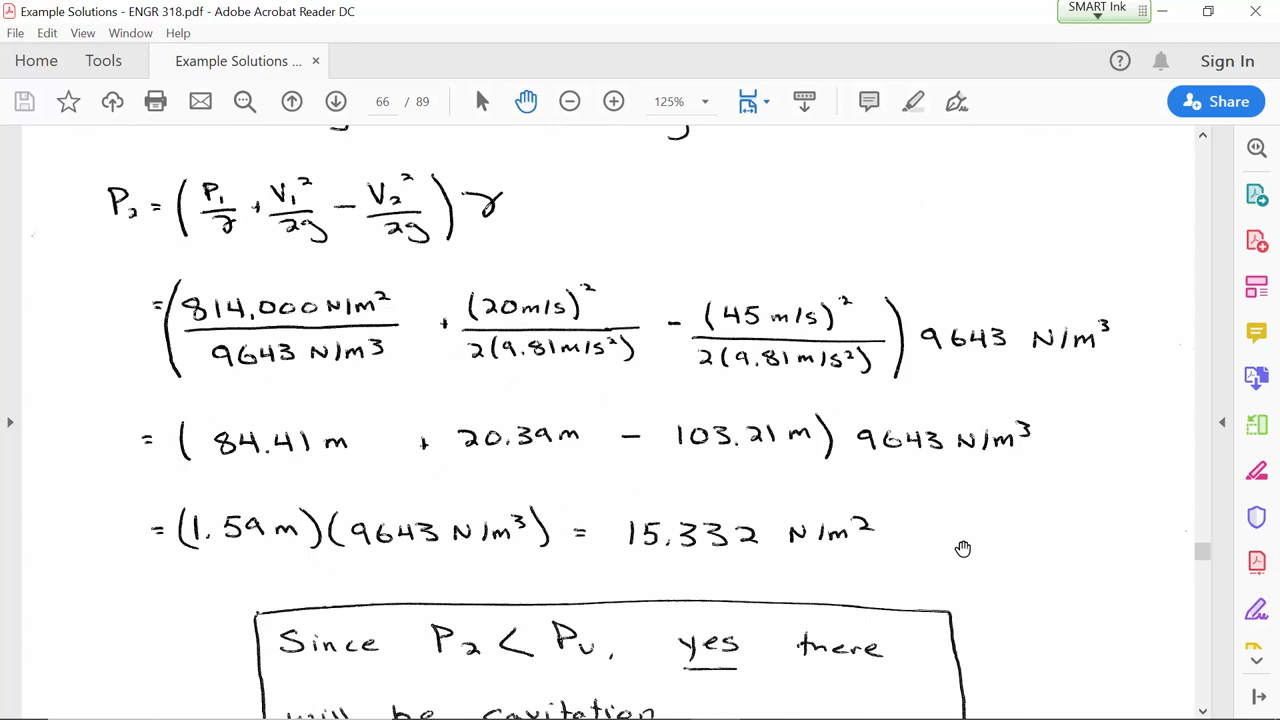 Example Solutions - ENGR 318.pdf - Adobe Acrobat Reader DC
SMART Ink
File Edit View Window Help
Home Tools Example Solutions ... × Sign In
66 / 89 125% Share
P₂ = (P₁/γ + V₁²/2g − V₂²/2g) γ
= (814,000 N/m²/9643 N/m³ + (20 m/s)²/2(9.81 m/s²) − (45 m/s)²/2(9.81 m/s²)) 9643 N/m³
= (84.41 m + 20.39 m − 103.21 m) 9643 N/m³
= (1.59 m)(9643 N/m³) = 15.332 N/m²
Since P₂ < Pv, yes there
will be cavitation